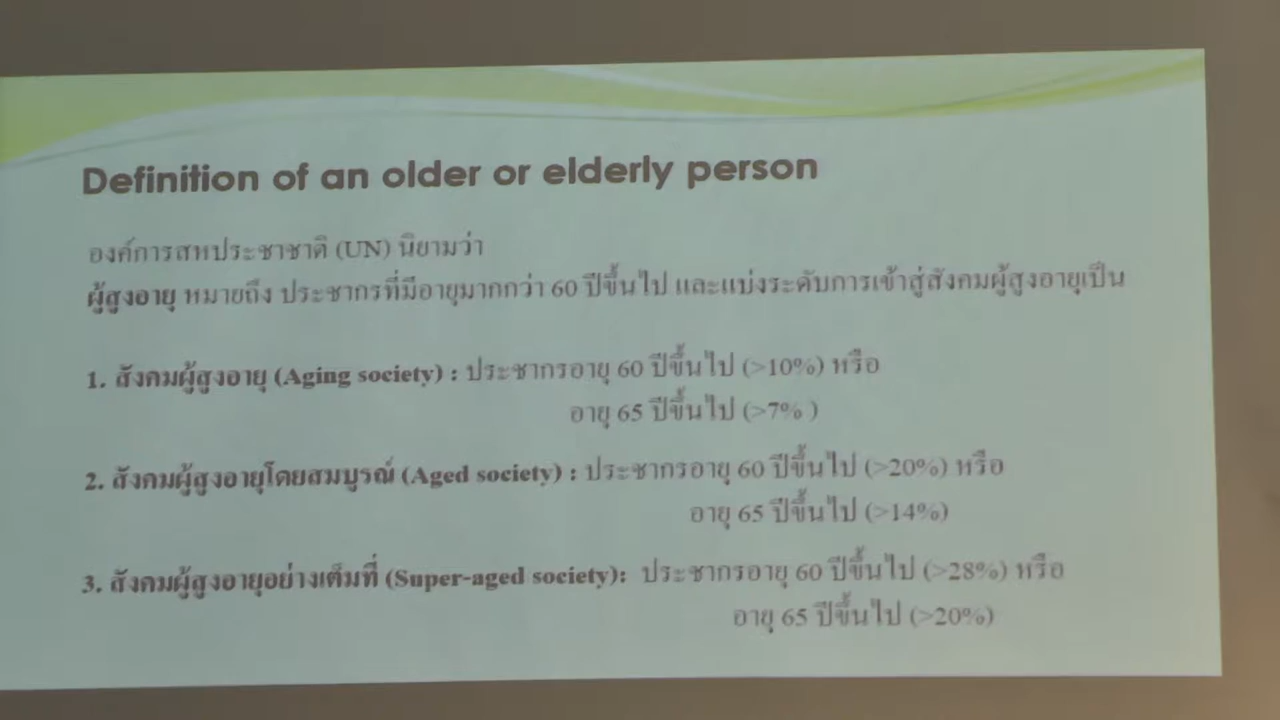 Definition of an older or elderly person
องค์การสหประชาชาติ (UN) นิยามว่า
ผู้สูงอายุ หมายถึง ประชากรที่มีอายุมากกว่า 60 ปีขึ้นไป และแบ่งระดับการเข้าสู่สังคมผู้สูงอายุเป็น
1. สังคมผู้สูงอายุ (Aging society) : ประชากรอายุ 60 ปีขึ้นไป (>10%) หรือ
อายุ 65 ปีขึ้นไป (>7% )
2. สังคมผู้สูงอายุโดยสมบูรณ์ (Aged society) : ประชากรอายุ 60 ปีขึ้นไป (>20%) หรือ
อายุ 65 ปีขึ้นไป (>14%)
3. สังคมผู้สูงอายุอย่างเต็มที่ (Super-aged society): ประชากรอายุ 60 ปีขึ้นไป (>28%) หรือ
อายุ 65 ปีขึ้นไป (>20%)